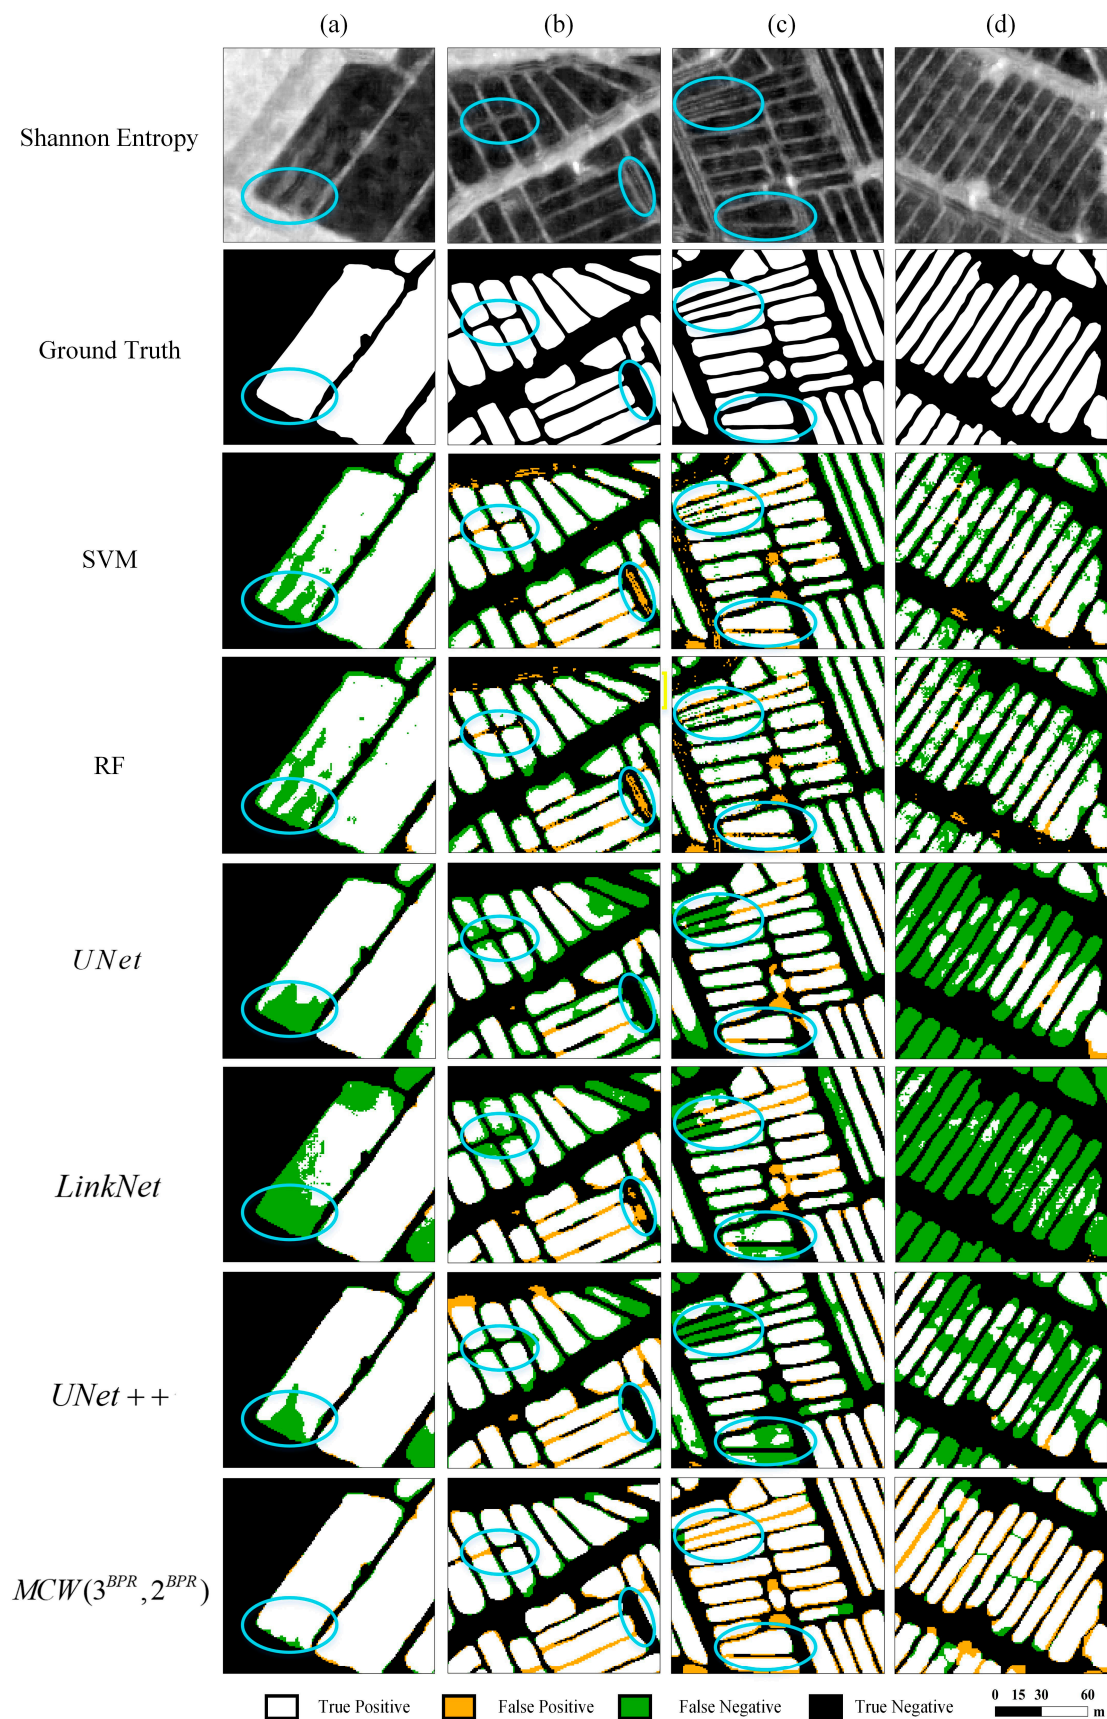 (a) (b) (c) (d)
Shannon Entropy
Ground Truth
SVM
RF
UNet
LinkNet
UNet++
MCW(3^{BPR},2^{BPR})
True Positive False Positive False Negative True Negative
0 15 30 60
m